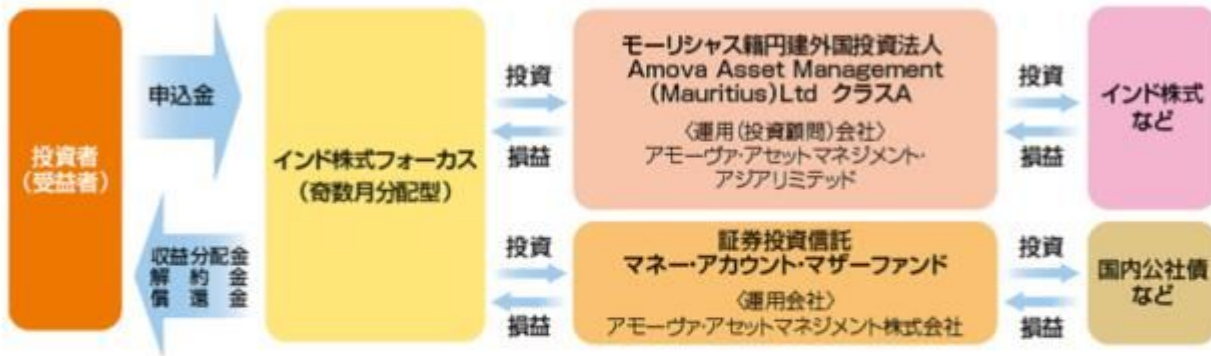 投資者
(受益者)
申込金
収益分配金
解約金
償還金
インド株式フォーカス
(奇数月分配型)
投資
損益
モーリシャス籍円建外国投資法人
Amova Asset Management
(Mauritius)Ltd クラスA
〈運用(投資顧問)会社〉
アモーヴァ・アセットマネジメント・
アジアリミテッド
投資
損益
インド株式
など
投資
損益
証券投資信託
マネー・アカウント・マザーファンド
〈運用会社〉
アモーヴァ・アセットマネジメント株式会社
投資
損益
国内公社債
など